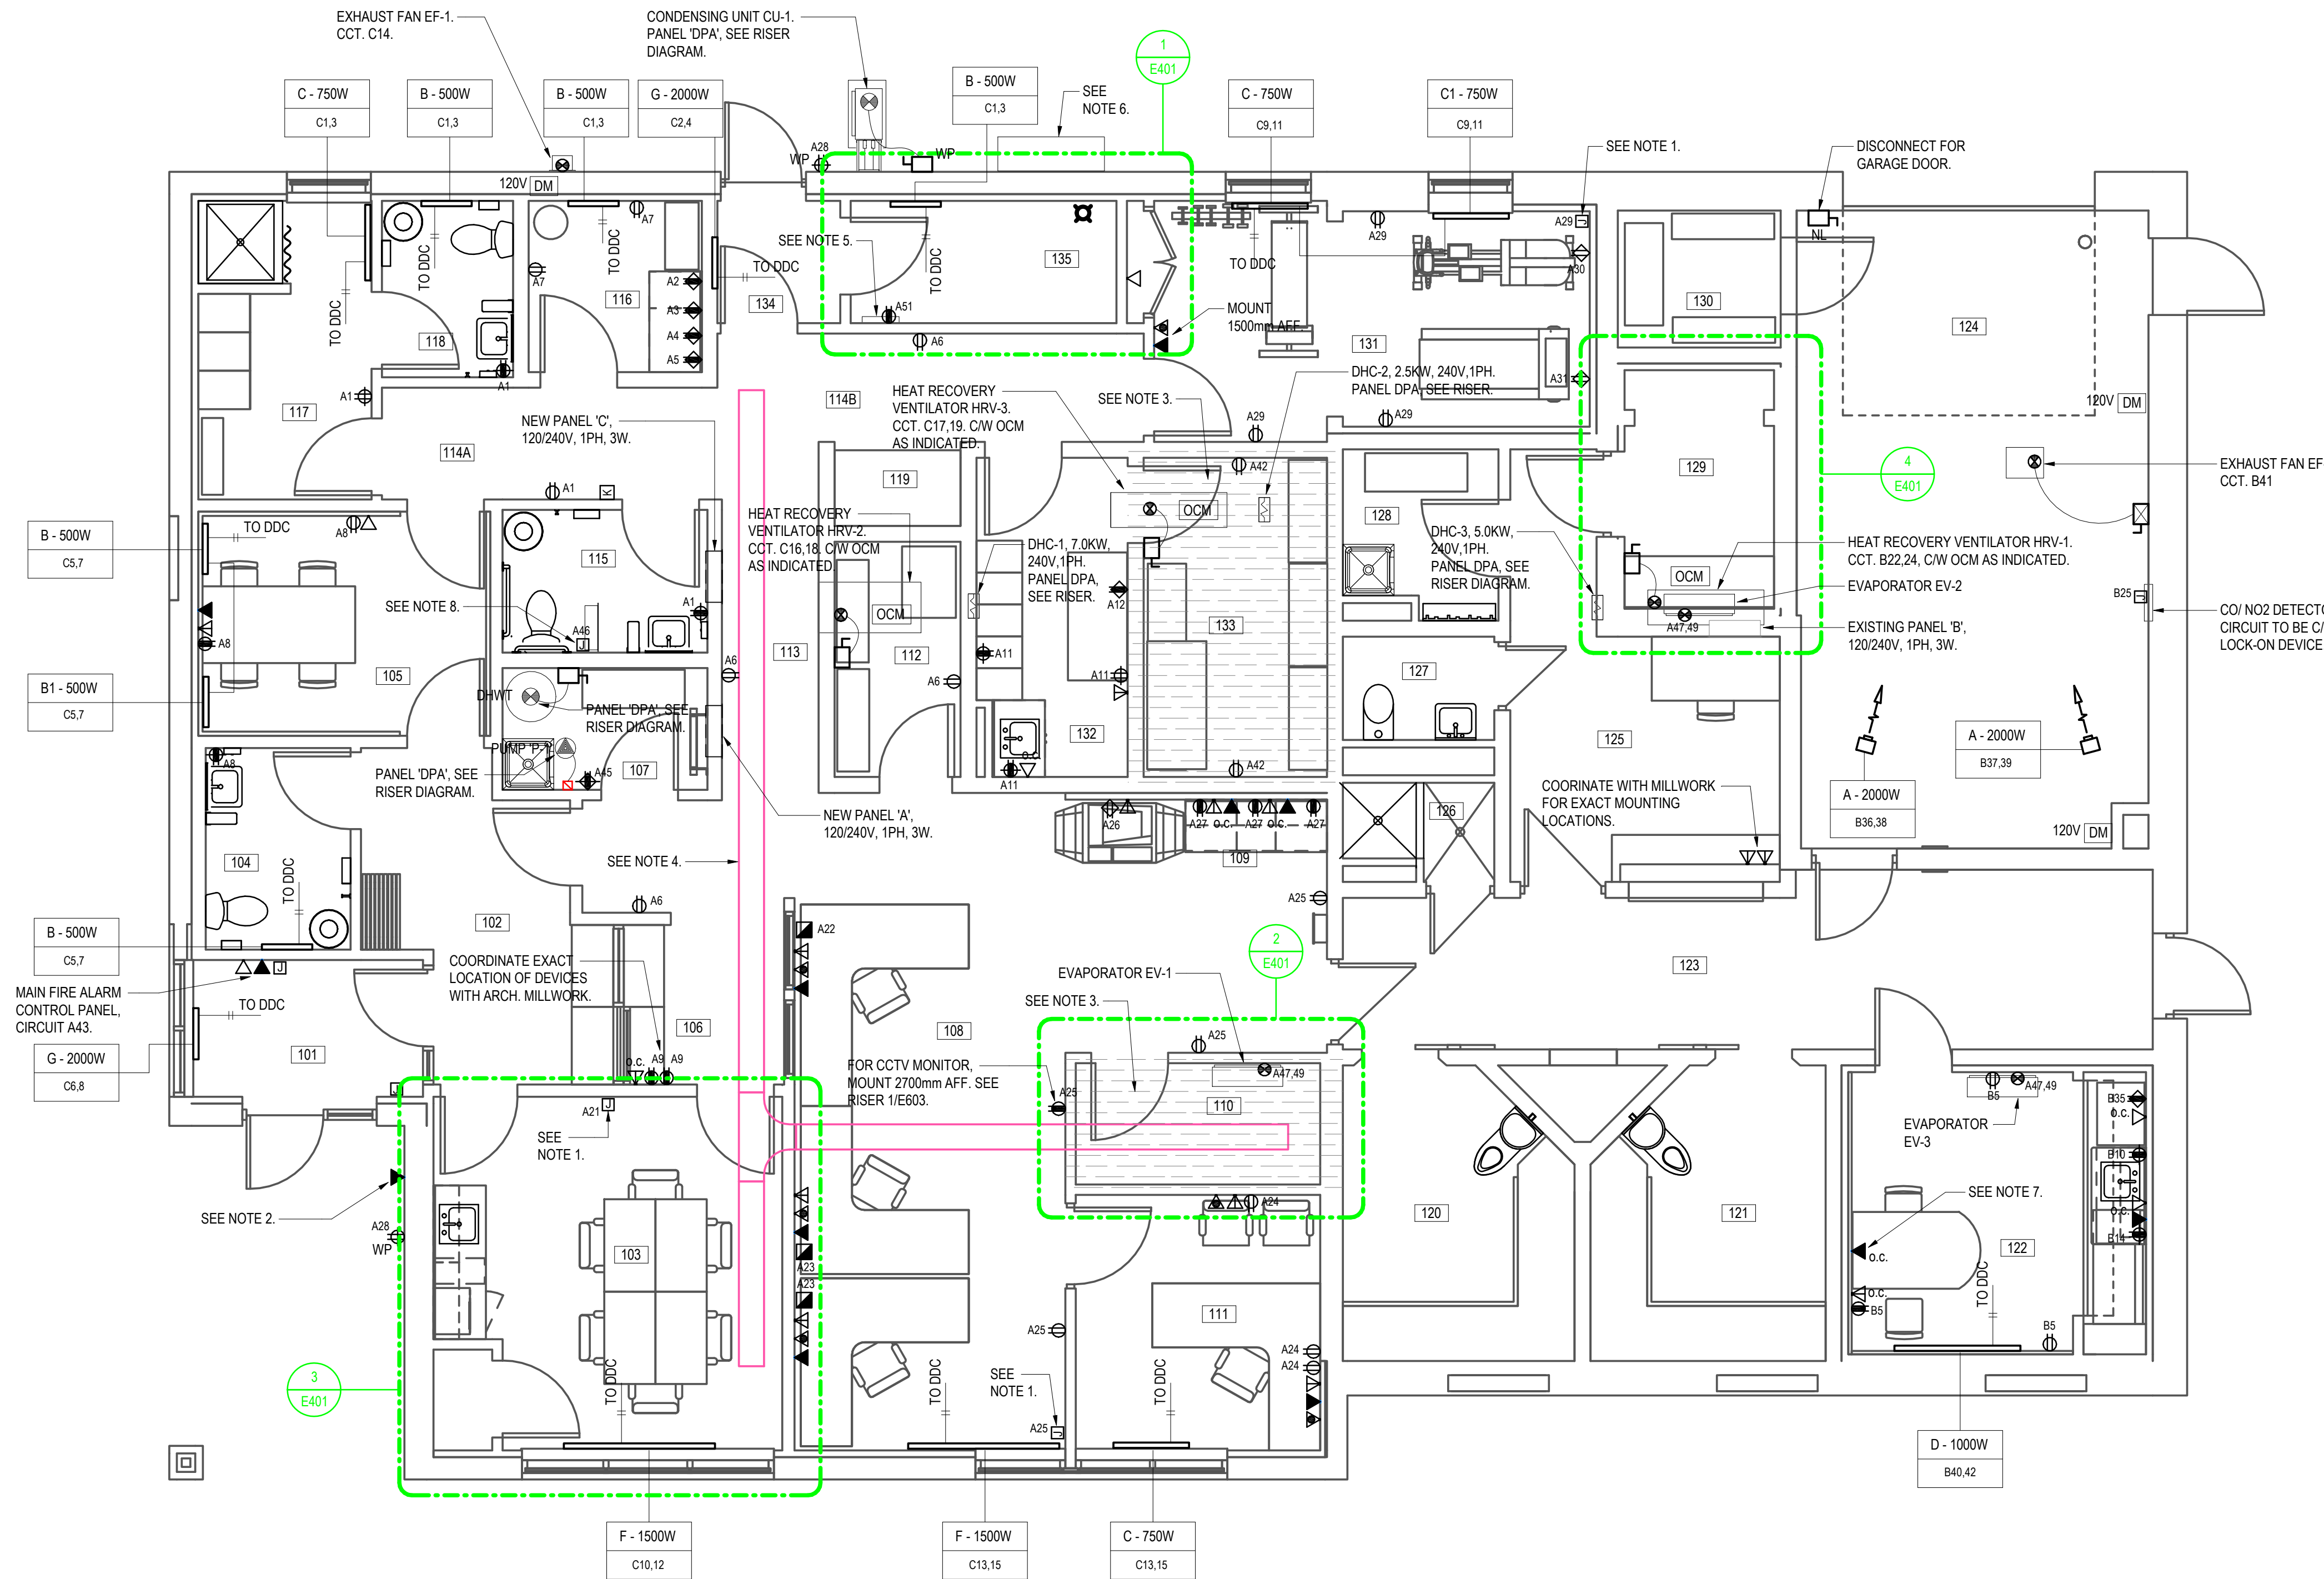 EXHAUST FAN EF-1.
CCT. C14.
CONDENSING UNIT CU-1.
PANEL 'DPA', SEE RISER
DIAGRAM.
1
E401
C - 750W
C1,3
B - 500W
C1,3
B - 500W
C1,3
G - 2000W
C2,4
B - 500W
C1,3
SEE
NOTE 6.
C - 750W
C9,11
C1 - 750W
C9,11
SEE NOTE 1.
DISCONNECT FOR
GARAGE DOOR.
A28
WP
WP
120V DM
A7
A7
A29
A29 J
A30
NL
TO DDC
TO DDC
TO DDC
TO DDC
SEE NOTE 5.
TO DDC
TO DDC
135
A2
116
A3
A4
A5
134
A51
A6
MOUNT
1500mm AFF.
131
130
124
118
A1
A1
117
114B
HEAT RECOVERY
VENTILATOR HRV-3.
CCT. C17,19. C/W OCM
AS INDICATED.
SEE NOTE 3.
DHC-2, 2.5KW, 240V,1PH.
PANEL DPA, SEE RISER.
A31
A29
A29
120V DM
NEW PANEL 'C',
120/240V, 1PH, 3W.
114A
A1
K
119
A42
OCM
129
4
E401
EXHAUST FAN EF
CCT. B41
B - 500W
C5,7
TO DDC
A8
HEAT RECOVERY
VENTILATOR HRV-2.
CCT. C16,18. C/W OCM
AS INDICATED.
115
DHC-1, 7.0KW,
240V,1PH.
PANEL DPA,
SEE RISER.
128
DHC-3, 5.0KW,
240V,1PH.
PANEL DPA, SEE
RISER DIAGRAM.
HEAT RECOVERY VENTILATOR HRV-1.
CCT. B22,24, C/W OCM AS INDICATED.
OCM
EVAPORATOR EV-2
SEE NOTE 8.
A1
A46
J
OCM
A12
133
A47,49
B25 J
CO/ NO2 DETECTO
CIRCUIT TO BE C/
LOCK-ON DEVICE
EXISTING PANEL 'B',
120/240V, 1PH, 3W.
A8
105
113
112
A11
A6
A6
A11
127
B1 - 500W
C5,7
DHWT
PANEL 'DPA', SEE
RISER DIAGRAM.
PUMP 'P-1'
132
125
A - 2000W
B37,39
A8
PANEL 'DPA', SEE
RISER DIAGRAM.
A45
107
o.c.
A11
A42
COORINATE WITH MILLWORK
FOR EXACT MOUNTING
LOCATIONS.
A - 2000W
B36,38
NEW PANEL 'A',
120/240V, 1PH, 3W.
A26
A27
o.c.
A27
o.c.
A27
126
120V DM
104
TO DDC
SEE NOTE 4.
109
A6
A25
102
A22
B - 500W
C5,7
J
COORDINATE EXACT
LOCATION OF DEVICES
WITH ARCH. MILLWORK.
2
E401
123
MAIN FIRE ALARM
CONTROL PANEL,
CIRCUIT A43.
TO DDC
EVAPORATOR EV-1
SEE NOTE 3.
106
108
101
G - 2000W
C6,8
o.c.
A9
A9
FOR CCTV MONITOR,
MOUNT 2700mm AFF. SEE
RISER 1/E603.
A25
A47,49
A25
110
A21
J
SEE
NOTE 1.
B5
A47,49
EVAPORATOR
EV-3
B35
o.c.
B10
SEE NOTE 2.
A28
WP
103
A23
A23
A24
120
121
SEE NOTE 7.
o.c.
B14
122
o.c.
o.c.
B5
TO DDC
B5
111
A25
A24
A24
3
E401
TO DDC
TO DDC
SEE
NOTE 1.
A25 J
TO DDC
D - 1000W
B40,42
F - 1500W
C10,12
F - 1500W
C13,15
C - 750W
C13,15